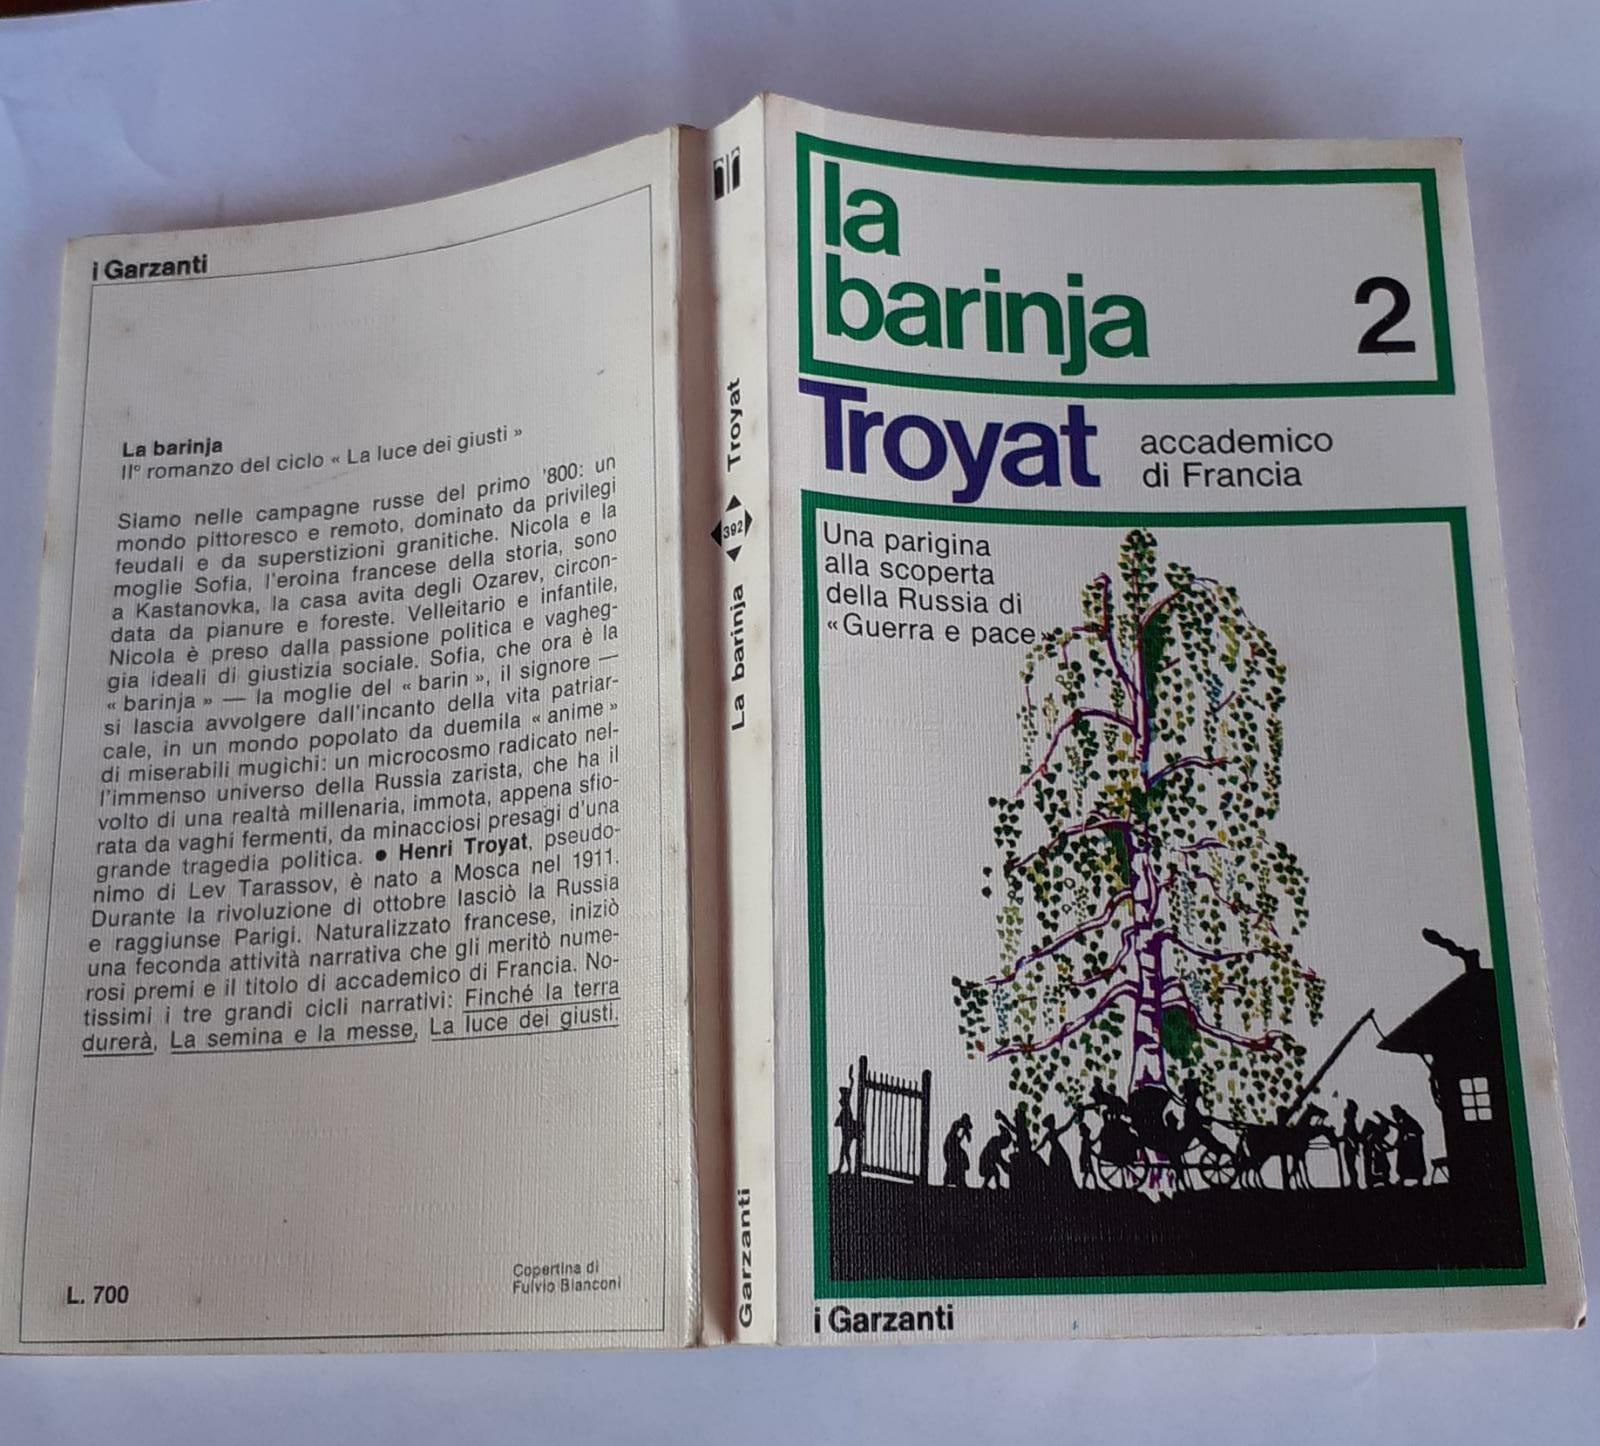 i Garzanti
La barinja
IIº romanzo del ciclo « La luce dei giusti »
Siamo nelle campagne russe del primo '800: un
mondo pittoresco e remoto, dominato da privilegi
feudali e da superstizioni granitiche. Nicola e la
moglie Sofia, l'eroina francese della storia, sono
a Kastanovka, la casa avita degli Ozarev, circon-
data da pianure e foreste. Velleitario e infantile,
Nicola è preso dalla passione politica e vagheg-
gia ideali di giustizia sociale. Sofia, che ora è la
« barinja » — la moglie del « barin », il signore —
si lascia avvolgere dall'incanto della vita patriar-
cale, in un mondo popolato da duemila « anime »
di miserabili mugichi: un microcosmo radicato nel-
l'immenso universo della Russia zarista, che ha il
volto di una realtà millenaria, immota, appena sfio-
rata da vaghi fermenti, da minacciosi presagi d'una
grande tragedia politica. ● Henri Troyat, pseudo-
nimo di Lev Tarassov, è nato a Mosca nel 1911.
Durante la rivoluzione di ottobre lasciò la Russia
e raggiunse Parigi. Naturalizzato francese, iniziò
una feconda attività narrativa che gli meritò nume-
rosi premi e il titolo di accademico di Francia. No-
tissimi i tre grandi cicli narrativi: Finché la terra
durerà, La semina e la messe, La luce dei giusti.
L. 700
Copertina di
Fulvio Bianconi
Garzanti La barinja 392 Troyat
la
barinja 2
Troyat
accademico
di Francia
Una parigina
alla scoperta
della Russia di
« Guerra e pace »
i Garzanti